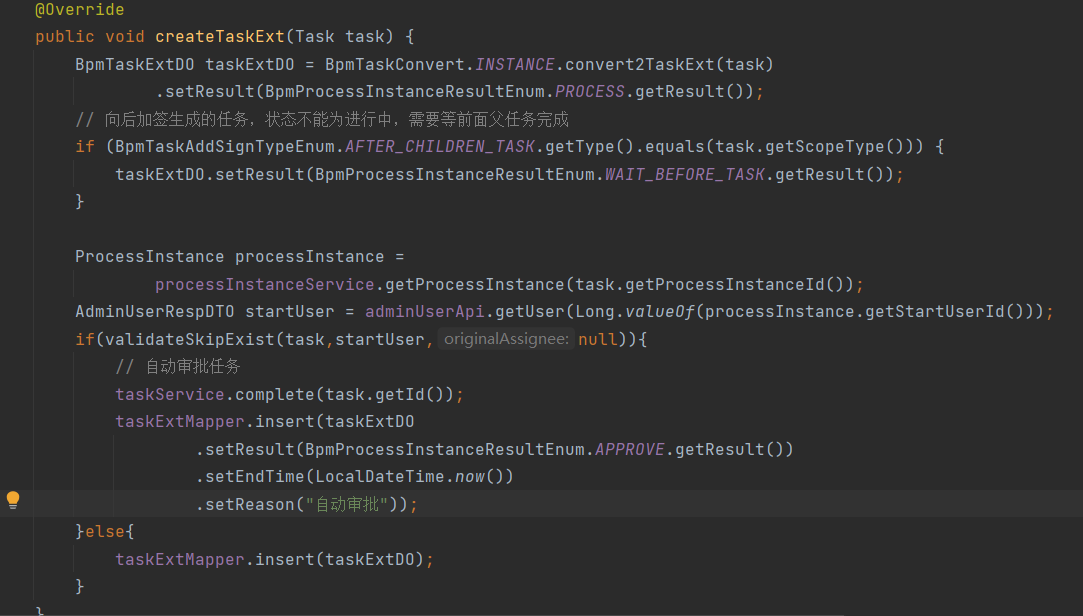 @Override
public void createTaskExt(Task task) {
BpmTaskExtDO taskExtDO = BpmTaskConvert.INSTANCE.convert2TaskExt(task)
.setResult(BpmProcessInstanceResultEnum.PROCESS.getResult());
// 向后加签生成的任务，状态不能为进行中，需要等前面父任务完成
if (BpmTaskAddSignTypeEnum.AFTER_CHILDREN_TASK.getType().equals(task.getScopeType())) {
taskExtDO.setResult(BpmProcessInstanceResultEnum.WAIT_BEFORE_TASK.getResult());
}
ProcessInstance processInstance =
processInstanceService.getProcessInstance(task.getProcessInstanceId());
AdminUserRespDTO startUser = adminUserApi.getUser(Long.valueOf(processInstance.getStartUserId()));
if(validateSkipExist(task,startUser, originalAssignee: null)){
// 自动审批任务
taskService.complete(task.getId());
taskExtMapper.insert(taskExtDO
.setResult(BpmProcessInstanceResultEnum.APPROVE.getResult())
.setEndTime(LocalDateTime.now())
.setReason("自动审批"));
}else{
taskExtMapper.insert(taskExtDO);
}
}